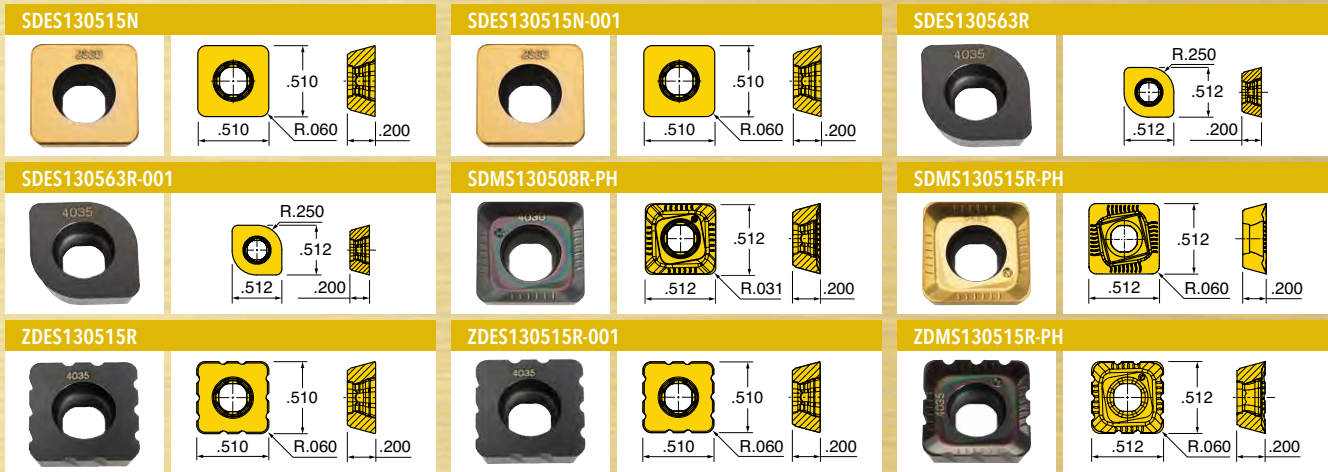 SDES130515N
2530
.510
.510
R.060
.200
SDES130515N-001
2530
.510
.510
R.060
.200
SDES130563R
4035
R.250
.512
.512
.200
SDES130563R-001
4035
R.250
.512
.512
.200
SDMS130508R-PH
4030
.512
.512
R.031
.200
SDMS130515R-PH
.512
.512
R.060
.200
ZDES130515R
4035
.510
.510
R.060
.200
ZDES130515R-001
4035
.510
.510
R.060
.200
ZDMS130515R-PH
4035
.512
.512
R.060
.200